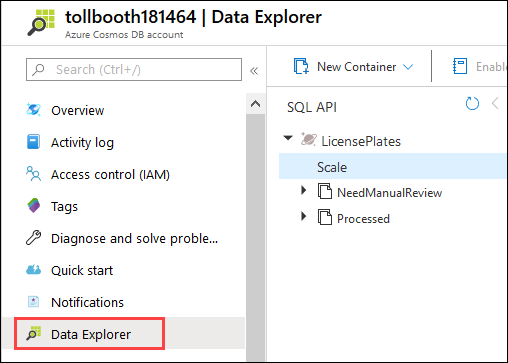 tollbooth181464 | Data Explorer
Azure Cosmos DB account
Search (Ctrl+/)
«
Overview
Activity log
Access control (IAM)
Tags
Diagnose and solve proble...
Quick start
Notifications
Data Explorer
New Container
Enable
SQL API
LicensePlates
Scale
NeedManualReview
Processed